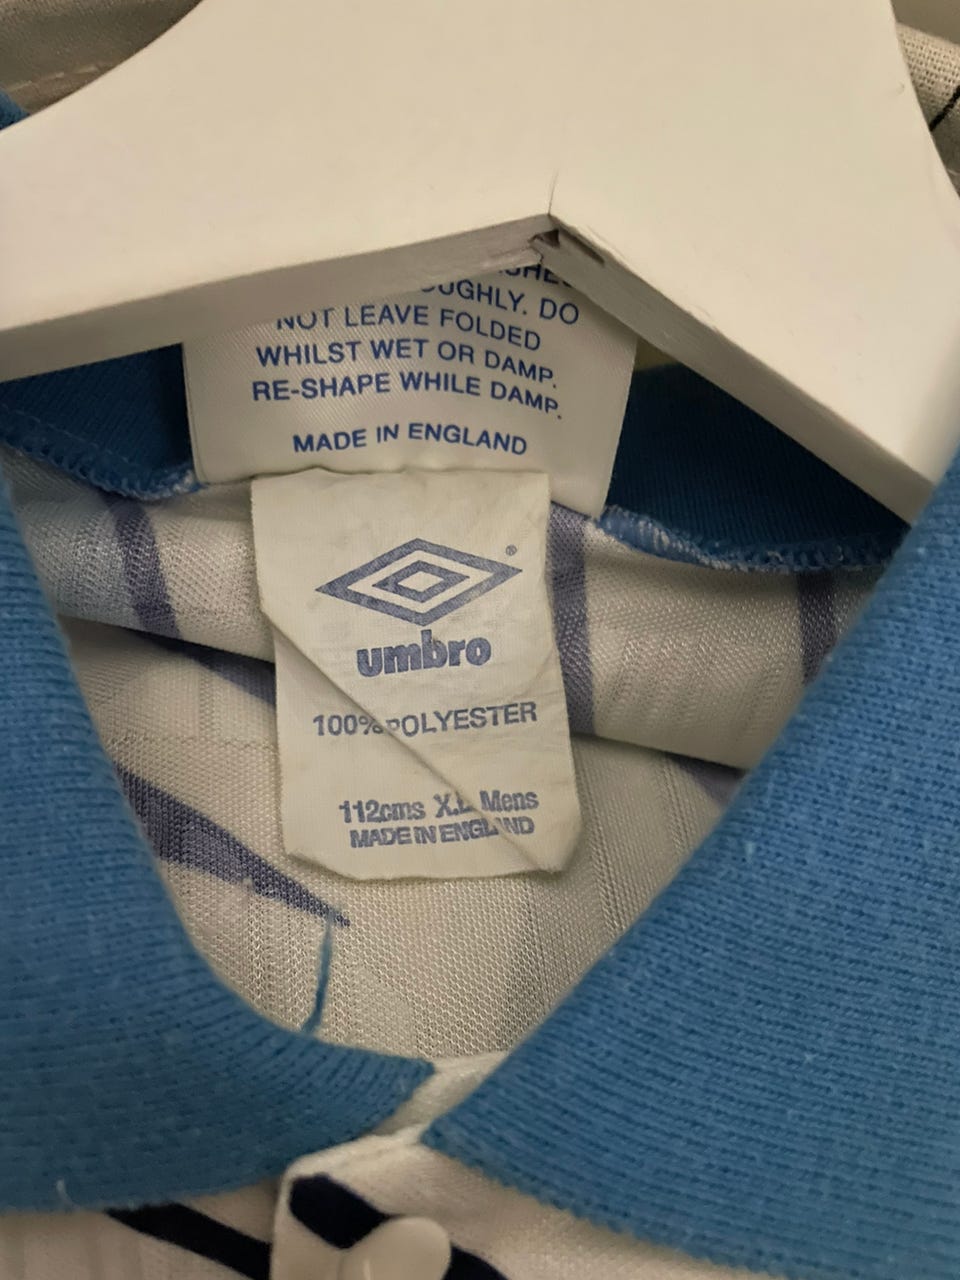 DO
NOT LEAVE FOLDED
WHILST WET OR DAMP.
RE-SHAPE WHILE DAMP.
MADE IN ENGLAND
®
umbro
100% POLYESTER
112cms X.L. Mens
MADE IN ENGLAND